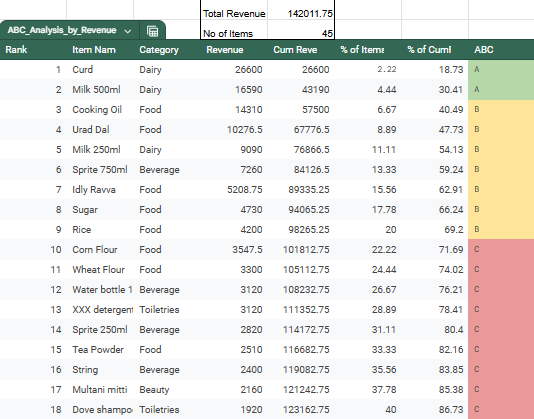 Total Revenue 142011.75
ABC_Analysis_by_Revenue No of Items 45
Rank Item Nam Category Revenue Cum Reve % of Items % of Cuml ABC
1 Curd Dairy 26600 26600 2.22 18.73 A
2 Milk 500ml Dairy 16590 43190 4.44 30.41 A
3 Cooking Oil Food 14310 57500 6.67 40.49 B
4 Urad Dal Food 10276.5 67776.5 8.89 47.73 B
5 Milk 250ml Dairy 9090 76866.5 11.11 54.13 B
6 Sprite 750ml Beverage 7260 84126.5 13.33 59.24 B
7 Idly Ravva Food 5208.75 89335.25 15.56 62.91 B
8 Sugar Food 4730 94065.25 17.78 66.24 B
9 Rice Food 4200 98265.25 20 69.2 B
10 Corn Flour Food 3547.5 101812.75 22.22 71.69 C
11 Wheat Flour Food 3300 105112.75 24.44 74.02 C
12 Water bottle 1 Beverage 3120 108232.75 26.67 76.21 C
13 XXX detergent Toiletries 3120 111352.75 28.89 78.41 C
14 Sprite 250ml Beverage 2820 114172.75 31.11 80.4 C
15 Tea Powder Food 2510 116682.75 33.33 82.16 C
16 String Beverage 2400 119082.75 35.56 83.85 C
17 Multani mitti Beauty 2160 121242.75 37.78 85.38 C
18 Dove shampo Toiletries 1920 123162.75 40 86.73 C